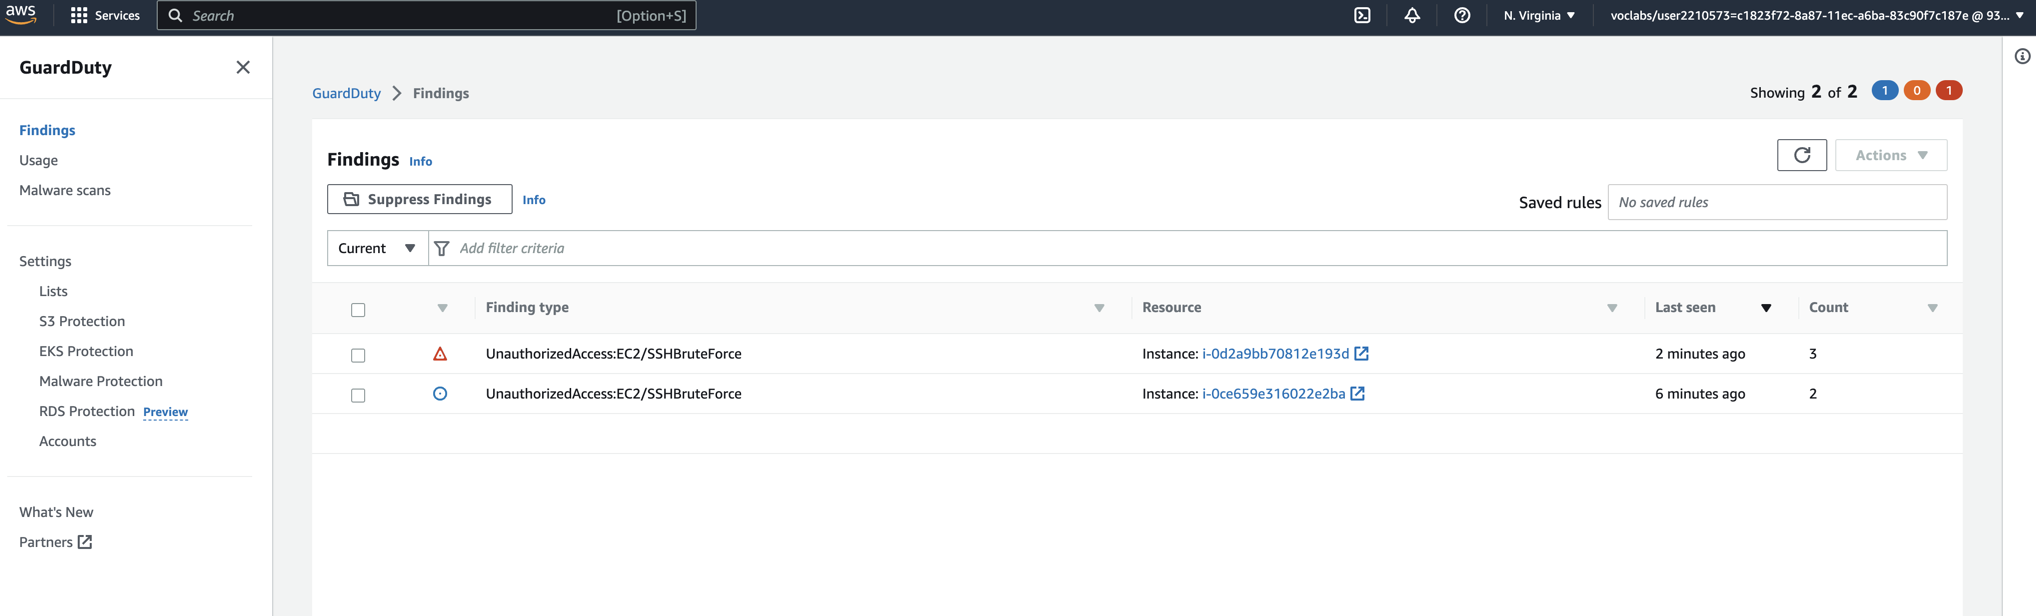 aws Services Search [Option+S] N. Virginia voclabs/user2210573=c1823f72-8a87-11ec-a6ba-83c90f7c187e @ 93...
GuardDuty
Findings
Usage
Malware scans
Settings
Lists
S3 Protection
EKS Protection
Malware Protection
RDS Protection Preview
Accounts
What's New
Partners
GuardDuty > Findings
Showing 2 of 2 1 0 1
Findings Info
Actions
Suppress Findings Info
Saved rules No saved rules
Current Add filter criteria
Finding type Resource Last seen Count
UnauthorizedAccess:EC2/SSHBruteForce Instance: i-0d2a9bb70812e193d 2 minutes ago 3
UnauthorizedAccess:EC2/SSHBruteForce Instance: i-0ce659e316022e2ba 6 minutes ago 2